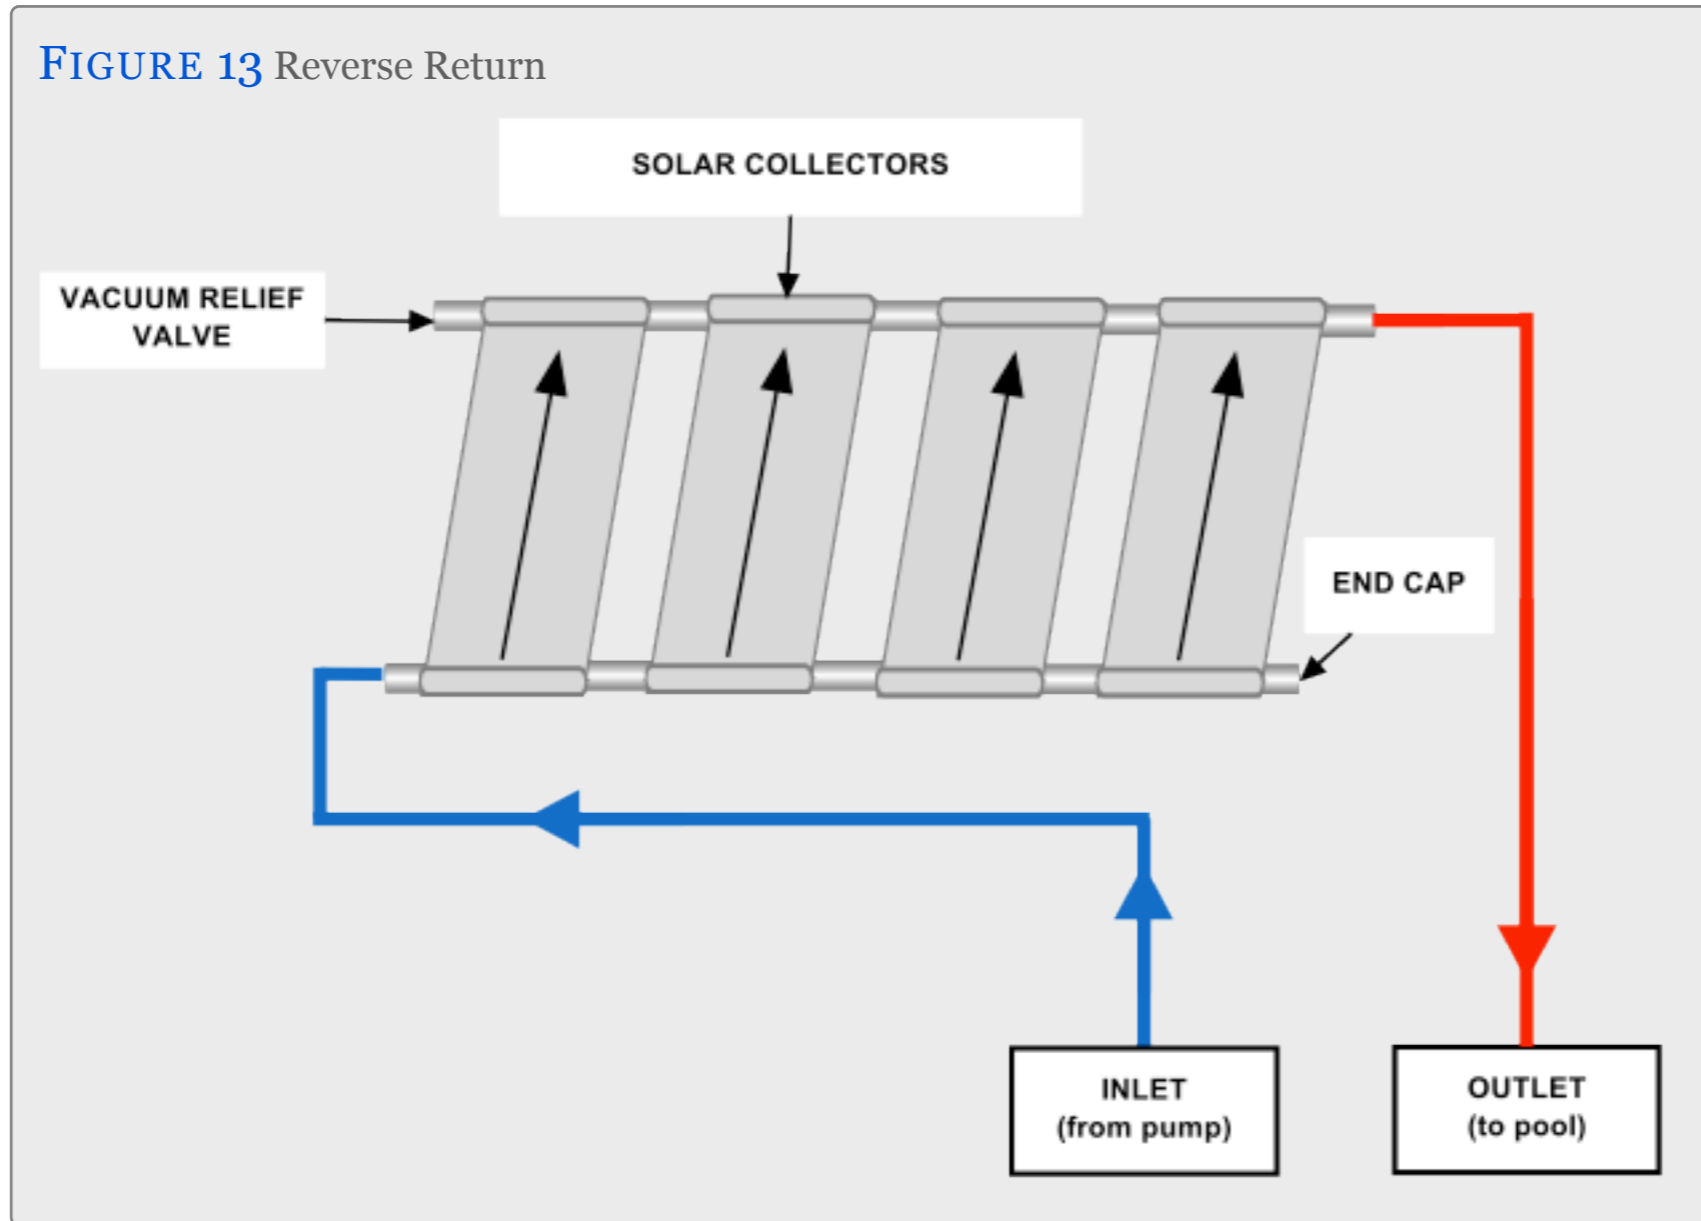 FIGURE 13 Reverse Return
SOLAR COLLECTORS
VACUUM RELIEF
VALVE
END CAP
INLET
(from pump)
OUTLET
(to pool)